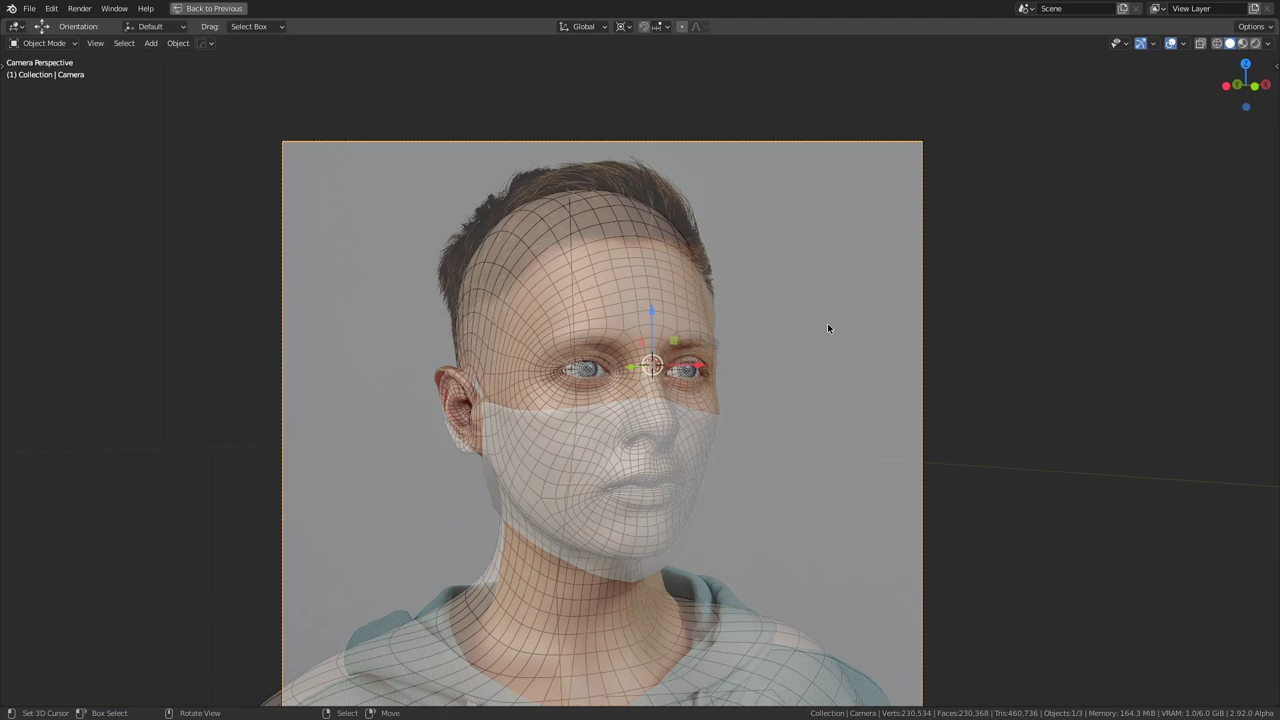 File Edit Render Window Help Back to Previous Scene View Layer
Orientation: Default Drag: Select Box Global Options
Object Mode View Select Add Object
Camera Perspective
(1) Collection | Camera
Z
Y X
Set 3D Cursor Box Select Rotate View Select Move Collection | Camera | Verts:230,534 | Faces:230,368 | Tris:460,736 | Objects:1/3 | Memory: 164.3 MiB | VRAM: 1.0/6.0 GiB | 2.92.0 Alpha